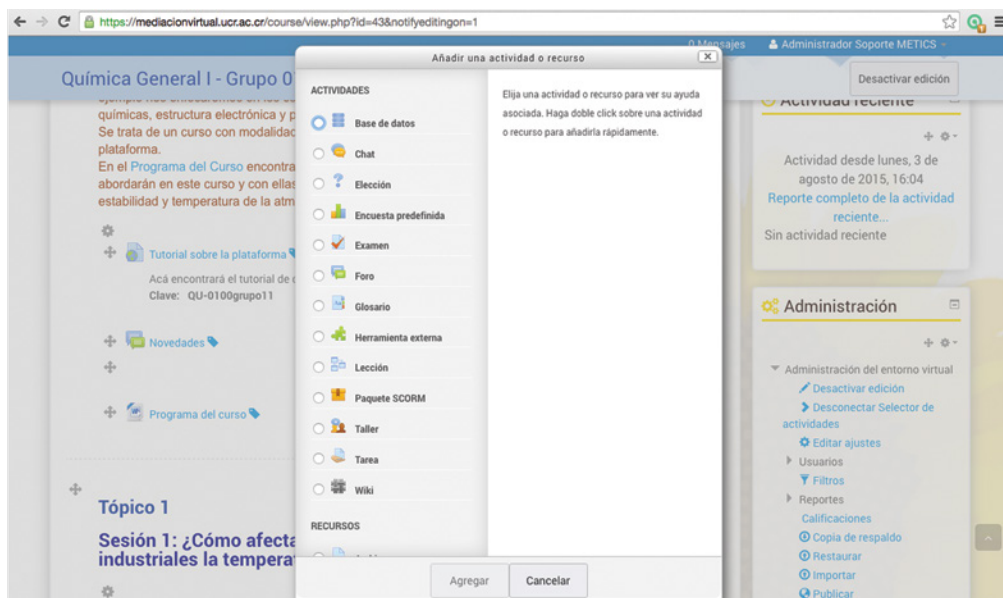 https://mediacionvirtual.ucr.ac.cr/course/view.php?id=43&notifyeditingon=1
0 Mensajes
Administrador Soporte METICS
Química General I - Grupo 0
Desactivar edición
químicas, estructura electrónica y p
Se trata de un curso con modalidad
plataforma.
En el Programa del Curso encontra
abordarán en este curso y con ellas
estabilidad y temperatura de la atm
Tutorial sobre la plataforma
Acá encontrará el tutorial de
Clave: QU-0100grupo11
Novedades
Programa del curso
Tópico 1
Sesión 1: ¿Cómo afecta
industriales la tempera
Añadir una actividad o recurso
ACTIVIDADES
Base de datos
Chat
Elección
Encuesta predefinida
Examen
Foro
Glosario
Herramienta externa
Lección
Paquete SCORM
Taller
Tarea
Wiki
RECURSOS
Elija una actividad o recurso para ver su ayuda
asociada. Haga doble click sobre una actividad
o recurso para añadirla rápidamente.
Agregar
Cancelar
Actividad reciente
Actividad desde lunes, 3 de
agosto de 2015, 16:04
Reporte completo de la actividad
reciente...
Sin actividad reciente
Administración
Administración del entorno virtual
Desactivar edición
Desconectar Selector de
actividades
Editar ajustes
Usuarios
Filtros
Reportes
Calificaciones
Copia de respaldo
Restaurar
Importar
Publicar